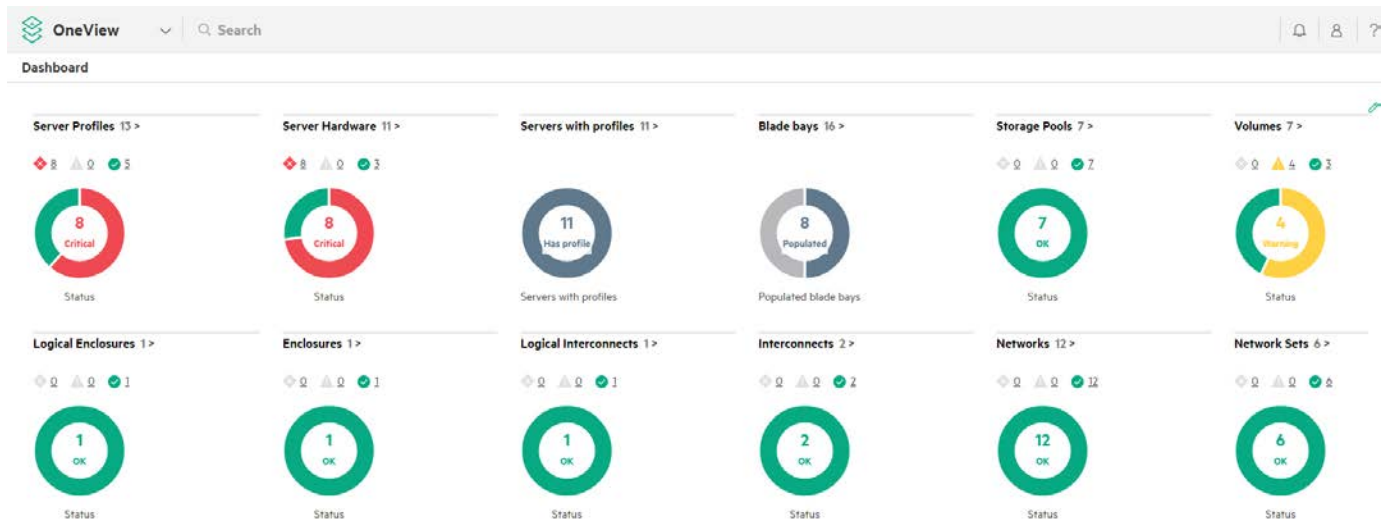 OneView Search ?
Dashboard
Server Profiles 13 > Server Hardware 11 > Servers with profiles 11 > Blade bays 16 > Storage Pools 7 > Volumes 7 >
8 0 5 8 0 3 0 0 7 0 4 3
8 8 11 8 7 4
Critical Critical Has profile Populated OK Warning
Status Status Servers with profiles Populated blade bays Status Status
Logical Enclosures 1 > Enclosures 1 > Logical Interconnects 1 > Interconnects 2 > Networks 12 > Network Sets 6 >
0 0 1 0 0 1 0 0 1 0 0 2 0 0 12 0 0 6
1 1 1 2 12 6
OK OK OK OK OK OK
Status Status Status Status Status Status